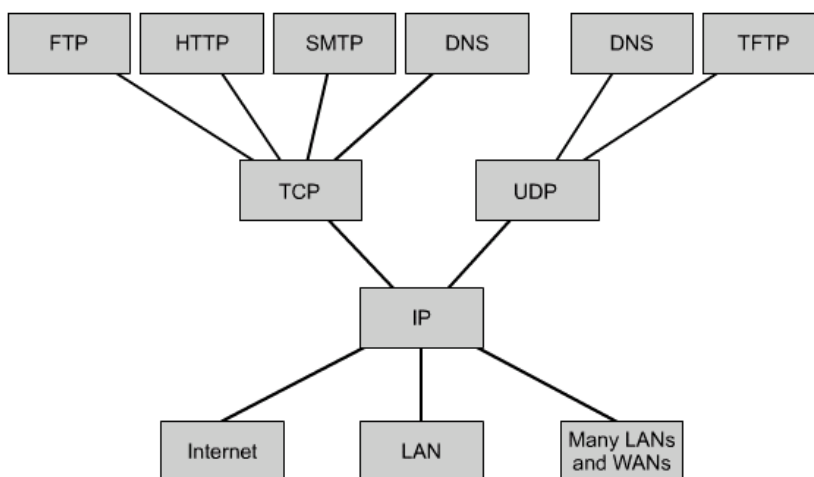 FTP
HTTP
SMTP
DNS
DNS
TFTP
TCP
UDP
IP
Internet
LAN
Many LANs
and WANs